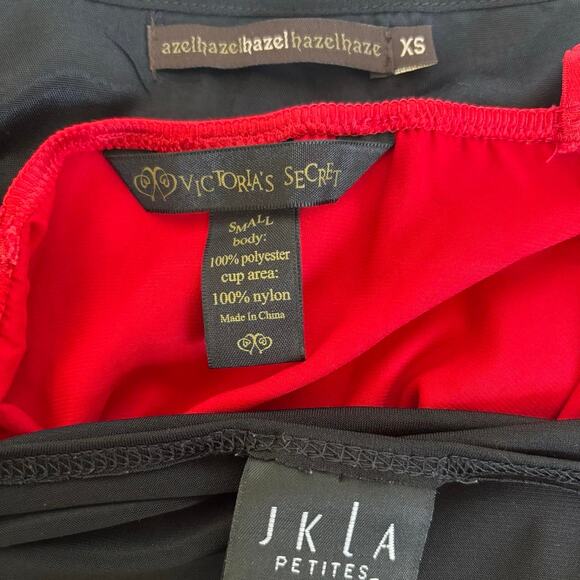 azelhazelhazelhazelhaze XS
VICTORIA'S SECRET
SMALL
body:
100% polyester
cup area:
100% nylon
Made in China
JKLA
PETITES